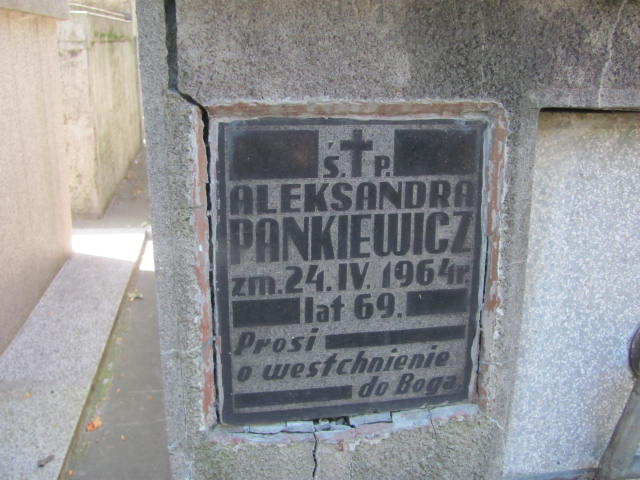 Ś. P.
ALEKSANDRA
PANKIEWICZ
zm. 24. IV. 1964 r.
lat 69.
Prosi
o westchnienie
do Boga